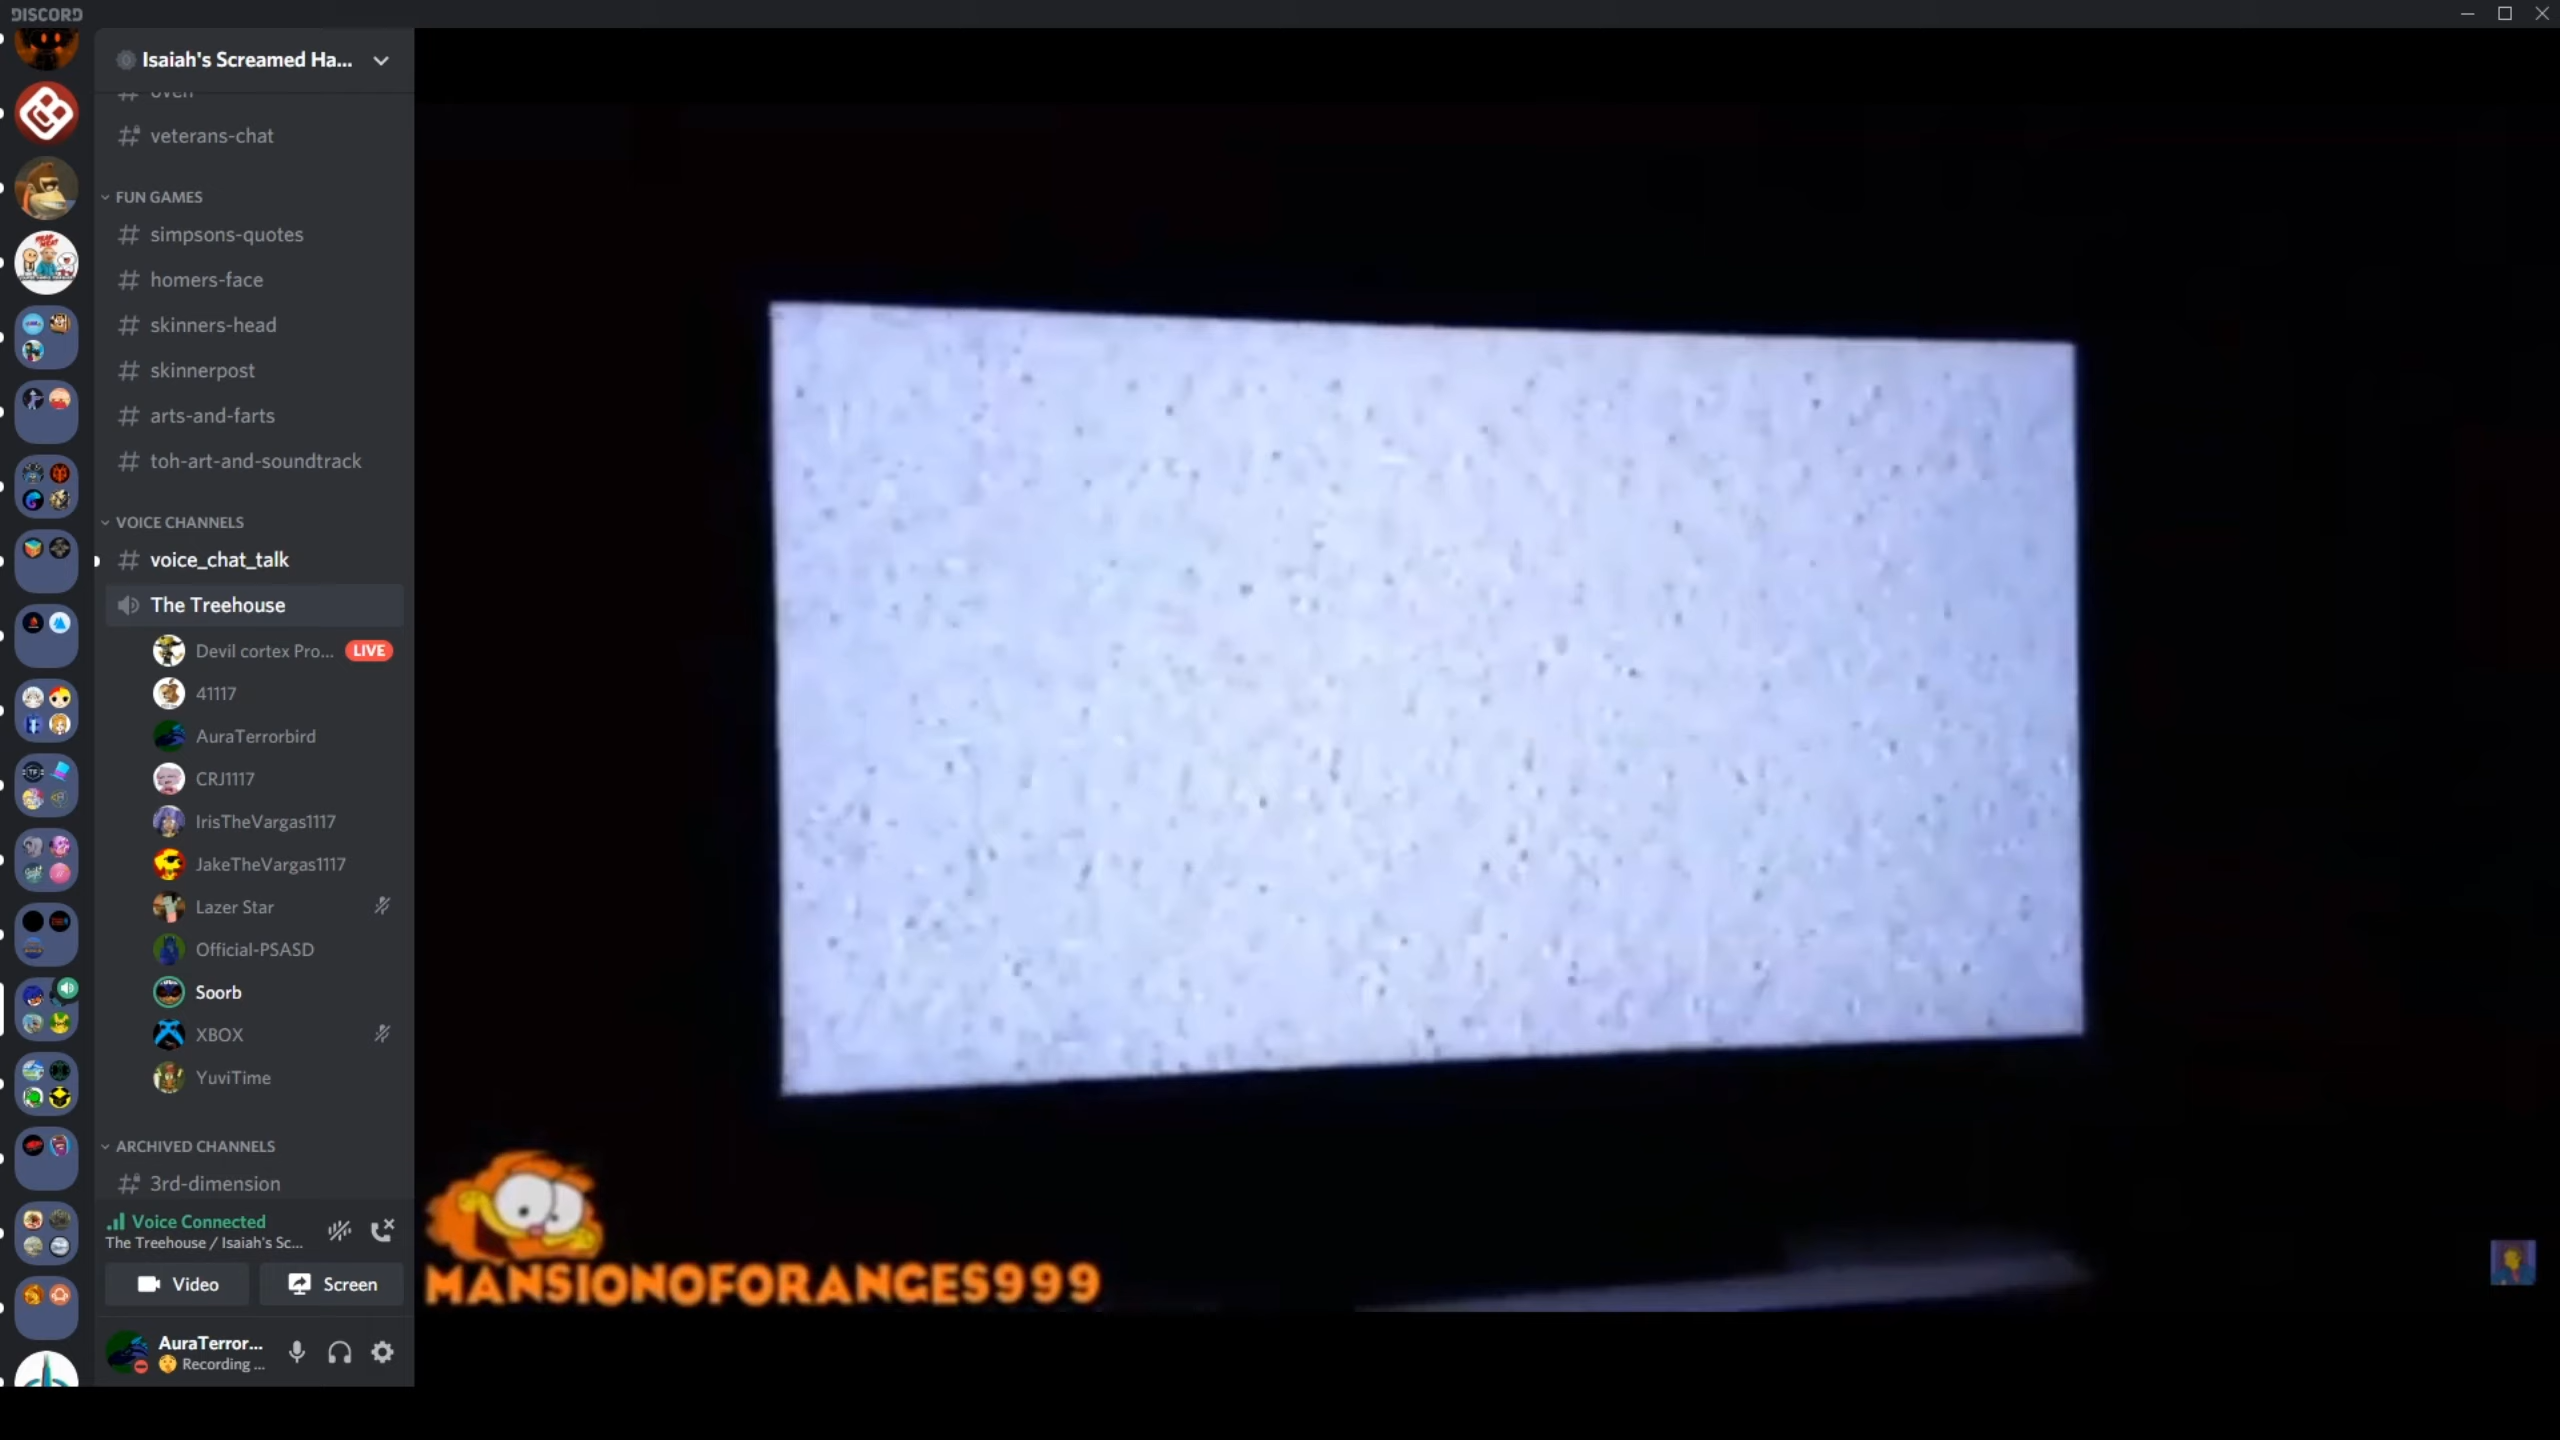 DISCORD
Isaiah's Screamed Ha...
oven
veterans-chat
FUN GAMES
simpsons-quotes
homers-face
skinners-head
skinnerpost
arts-and-farts
toh-art-and-soundtrack
VOICE CHANNELS
voice_chat_talk
The Treehouse
Devil cortex Pro... LIVE
41117
AuraTerrorbird
CRJ1117
IrisTheVargas1117
JakeTheVargas1117
Lazer Star
Official-PSASD
Soorb
XBOX
YuviTime
ARCHIVED CHANNELS
3rd-dimension
Voice Connected
The Treehouse / Isaiah's Sc...
Video Screen
AuraTerror...
Recording ...
MANSIONOFORANGES999